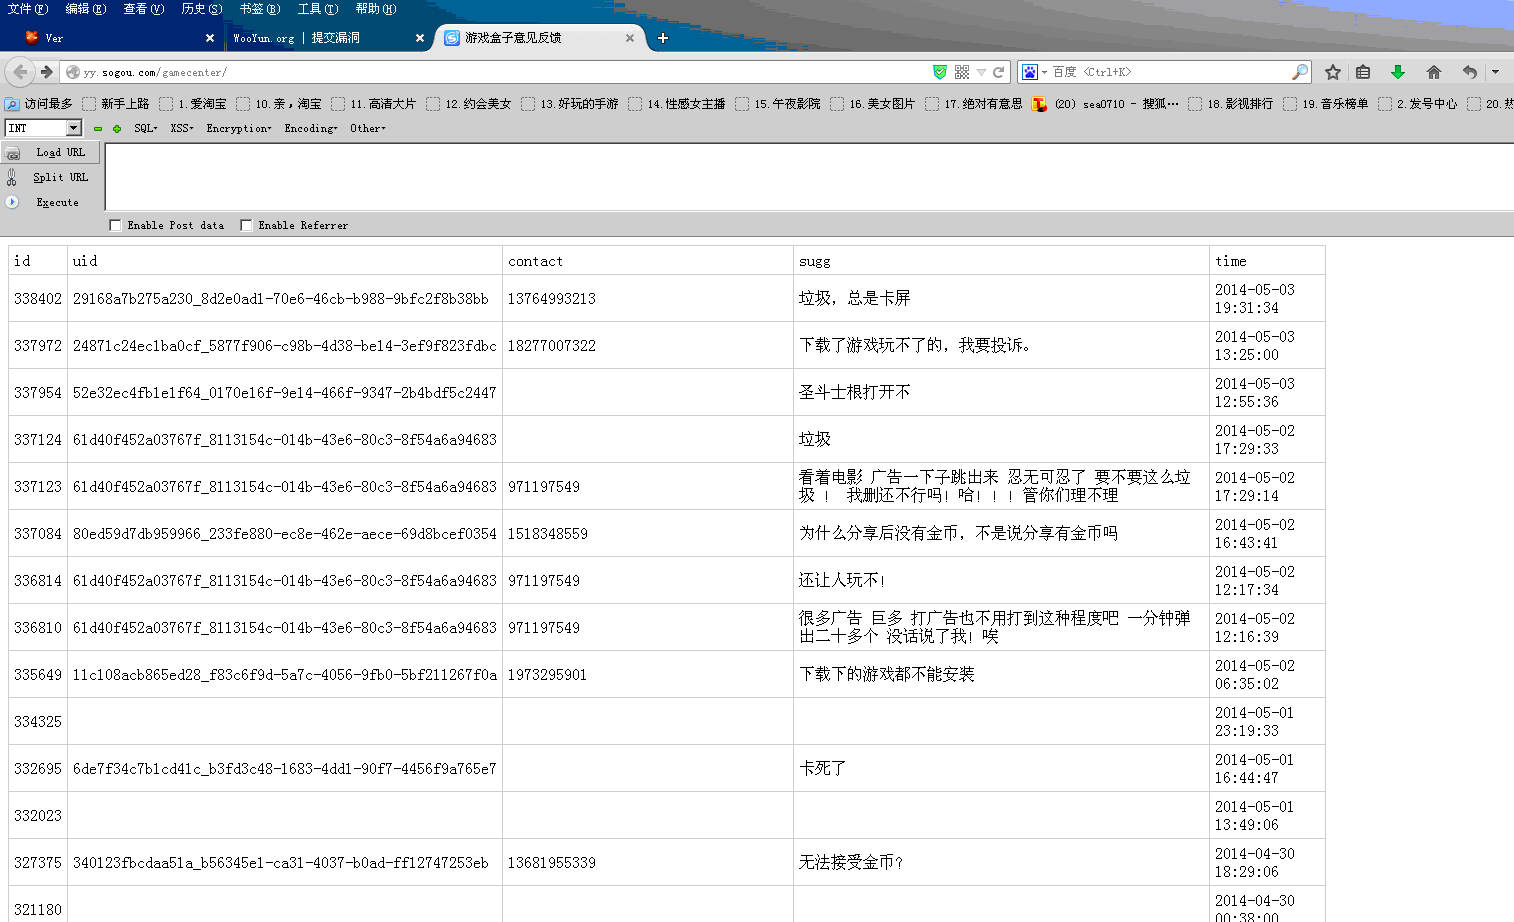 文件(F) 编辑(E) 查看(V) 历史(S) 书签(B) 工具(T) 帮助(H)
Ver
WooYun.org | 提交漏洞
游戏盒子意见反馈
yy.sogou.com/gamecenter/
百度 <Ctrl+K>
访问最多 新手上路 1.爱淘宝 10.亲，淘宝 11.高清大片 12.约会美女 13.好玩的手游 14.性感女主播 15.午夜影院 16.美女图片 17.绝对有意思 (20) sea0710 - 搜狐… 18.影视排行 19.音乐榜单 2.发号中心 20.热
INT SQL XSS Encryption Encoding Other
Load URL
Split URL
Execute
Enable Post data Enable Referrer
id uid contact sugg time
338402 29168a7b275a230_8d2e0ad1-70e6-46cb-b988-9bfc2f8b38bb 13764993213 垃圾，总是卡屏 2014-05-03
19:31:34
337972 24871c24ec1ba0cf_5877f906-c98b-4d38-be14-3ef9f823fdbc 18277007322 下载了游戏玩不了的，我要投诉。 2014-05-03
13:25:00
337954 52e32ec4fb1e1f64_0170e16f-9e14-466f-9347-2b4bdf5c2447 圣斗士根打开不 2014-05-03
12:55:36
337124 61d40f452a03767f_8113154c-014b-43e6-80c3-8f54a6a94683 垃圾 2014-05-02
17:29:33
337123 61d40f452a03767f_8113154c-014b-43e6-80c3-8f54a6a94683 971197549 看着电影 广告一下子跳出来 忍无可忍了 要不要这么垃 2014-05-02
圾 ！ 我删还不行吗！哈！！！管你们理不理 17:29:14
337084 80ed59d7db959966_233fe880-ec8e-462e-aece-69d8bcef0354 1518348559 为什么分享后没有金币，不是说分享有金币吗 2014-05-02
16:43:41
336814 61d40f452a03767f_8113154c-014b-43e6-80c3-8f54a6a94683 971197549 还让人玩不！ 2014-05-02
12:17:34
336810 61d40f452a03767f_8113154c-014b-43e6-80c3-8f54a6a94683 971197549 很多广告 巨多 打广告也不用打到这种程度吧 一分钟弹 2014-05-02
出二十多个 没话说了我！唉 12:16:39
335649 11c108acb865ed28_f83c6f9d-5a7c-4056-9fb0-5bf211267f0a 1973295901 下载下的游戏都不能安装 2014-05-02
06:35:02
334325 2014-05-01
23:19:33
332695 6de7f34c7b1cd41c_b3fd3c48-1683-4dd1-90f7-4456f9a765e7 卡死了 2014-05-01
16:44:47
332023 2014-05-01
13:49:06
327375 340123fbcdaa51a_b56345e1-ca31-4037-b0ad-ff12747253eb 13681955339 无法接受金币？ 2014-04-30
18:29:06
321180 2014-04-30
00:38:00